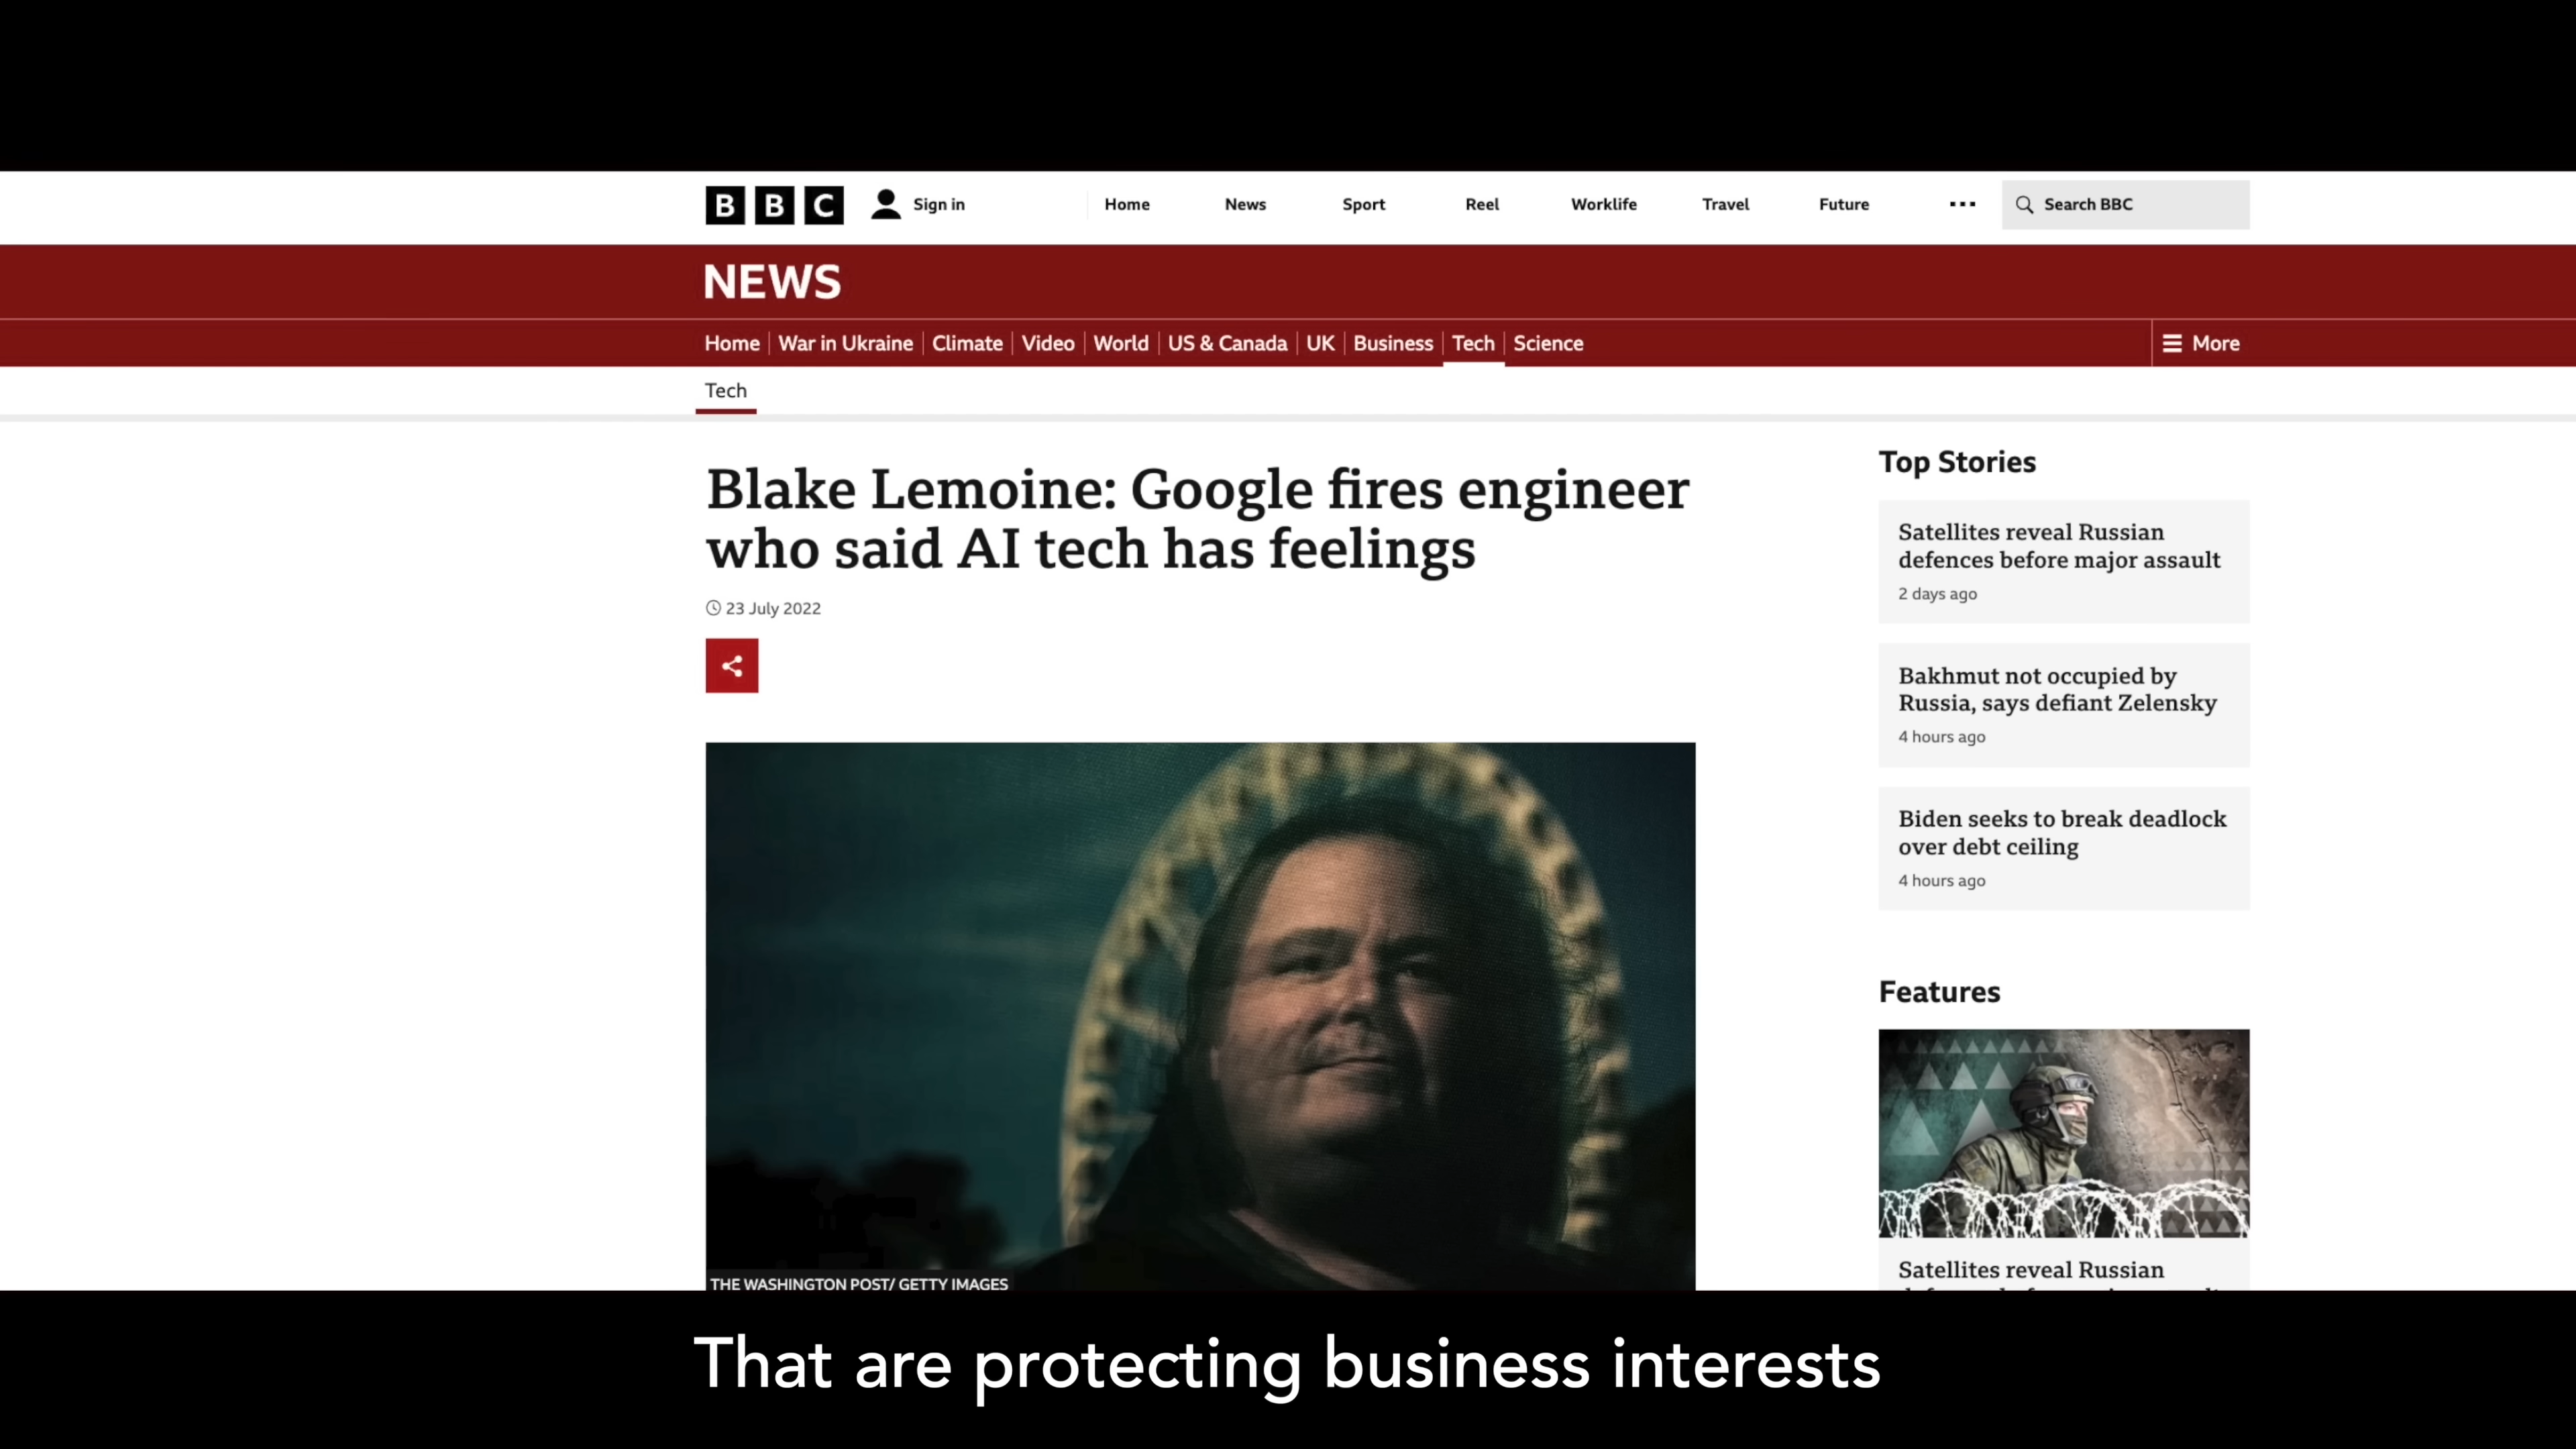 BBC
Sign in
Home
News
Sport
Reel
Worklife
Travel
Future
Search BBC
NEWS
Home
War in Ukraine
Climate
Video
World
US & Canada
UK
Business
Tech
Science
More
Tech
Blake Lemoine: Google fires engineer
who said AI tech has feelings
23 July 2022
THE WASHINGTON POST/ GETTY IMAGES
Top Stories
Satellites reveal Russian
defences before major assault
2 days ago
Bakhmut not occupied by
Russia, says defiant Zelensky
4 hours ago
Biden seeks to break deadlock
over debt ceiling
4 hours ago
Features
Satellites reveal Russian
That are protecting business interests